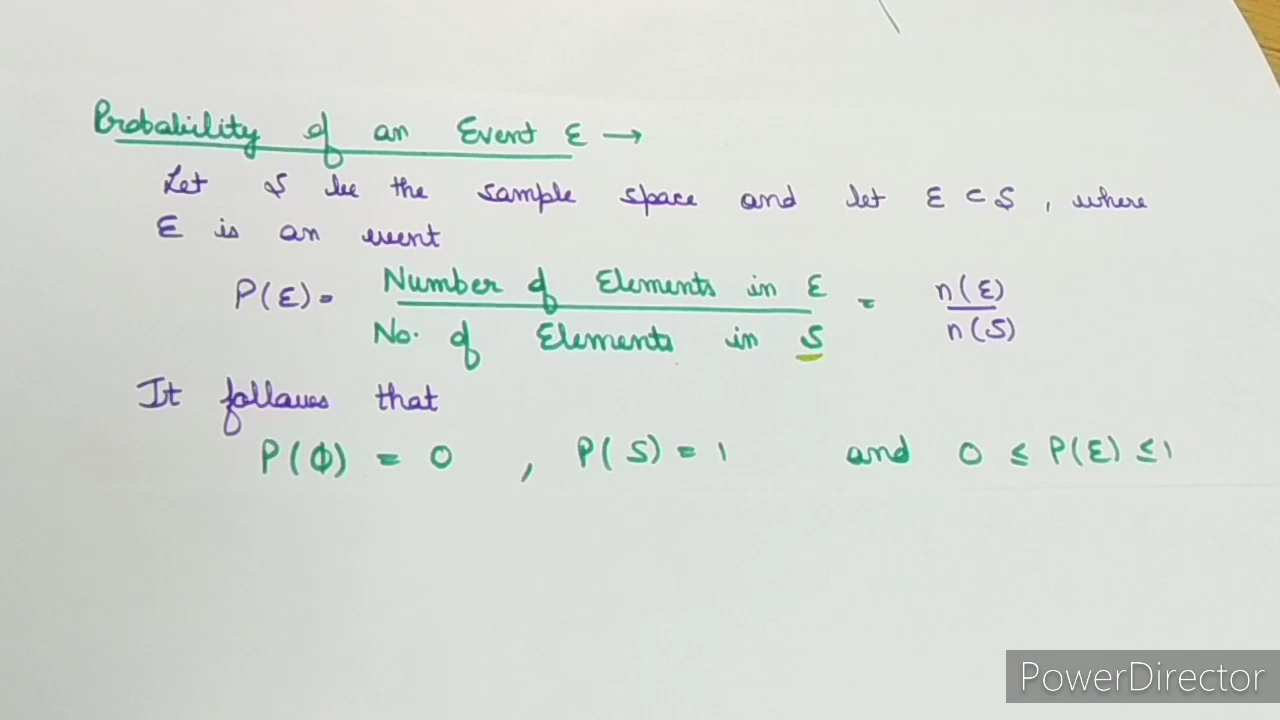 Probability of an Event E →
Let S be the sample space and let E ⊂ S, where
E is an event
P(E) = Number of Elements in E / No. of Elements in S = n(E) / n(S)
It follows that
P(Φ) = 0 , P(S) = 1 and 0 ≤ P(E) ≤ 1
PowerDirector